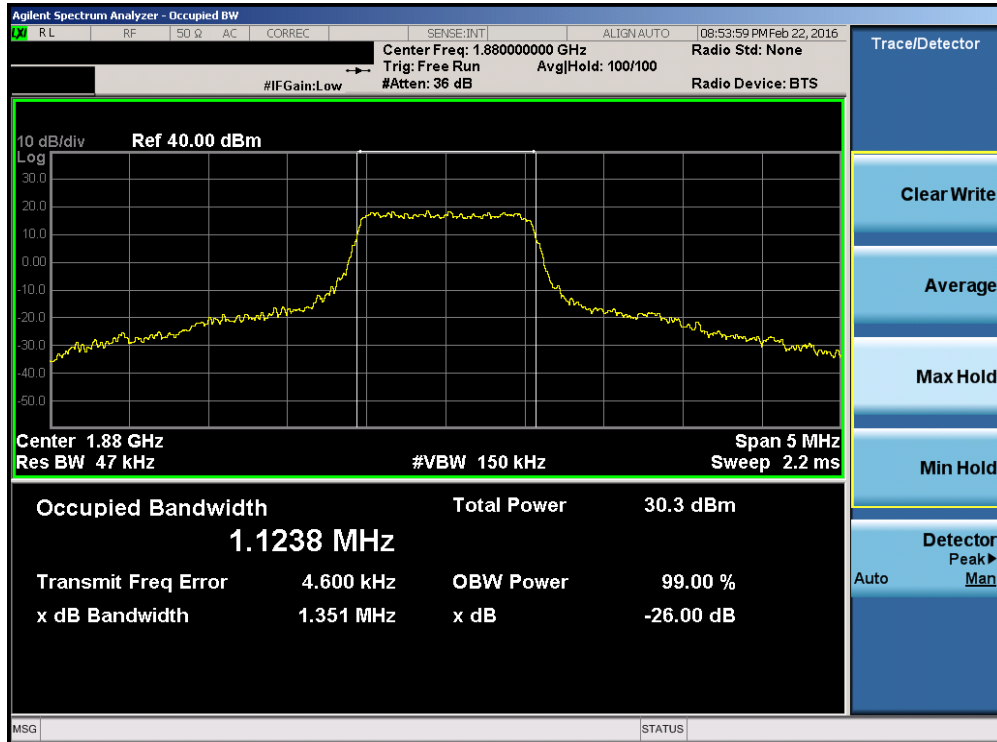 Agilent Spectrum Analyzer - Occupied BW
LXI RL RF 50 Ω AC CORREC SENSE:INT ALIGN AUTO 08:53:59 PM Feb 22, 2016
Center Freq: 1.880000000 GHz Radio Std: None
Trig: Free Run Avg|Hold: 100/100
#IFGain:Low #Atten: 36 dB Radio Device: BTS
10 dB/div Ref 40.00 dBm
Log
30.0
20.0
10.0
0.00
-10.0
-20.0
-30.0
-40.0
-50.0
Center 1.88 GHz Span 5 MHz
Res BW 47 kHz #VBW 150 kHz Sweep 2.2 ms
Occupied Bandwidth Total Power 30.3 dBm
1.1238 MHz
Transmit Freq Error 4.600 kHz OBW Power 99.00 %
x dB Bandwidth 1.351 MHz x dB -26.00 dB
MSG STATUS
Trace/Detector
Clear Write
Average
Max Hold
Min Hold
Detector
Peak▶
Auto Man